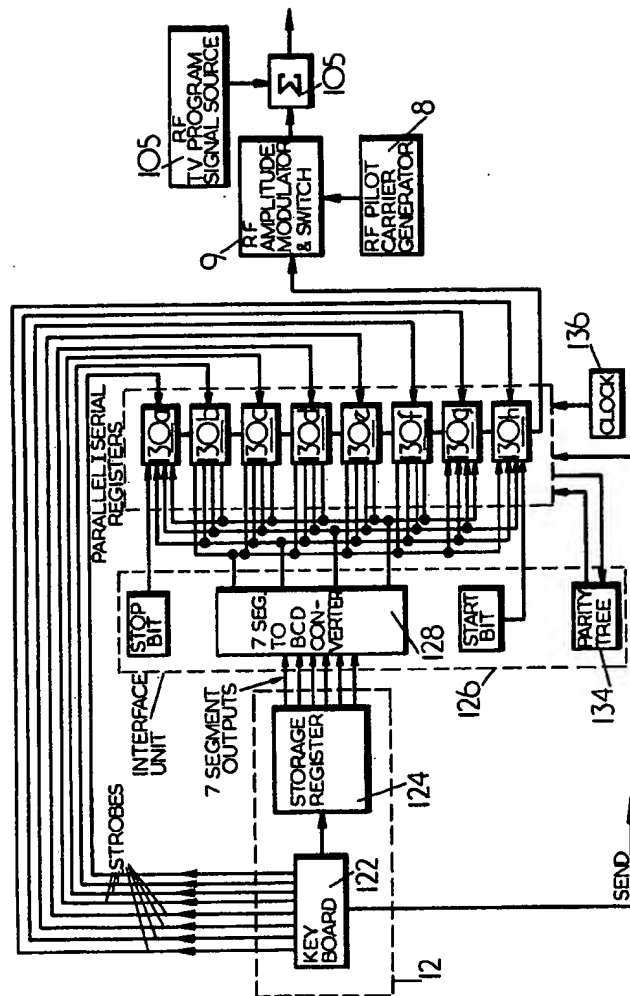 105
RF
TV PROGRAM
SIGNAL SOURCE
Σ
105
9
RF
AMPLITUDE
MODULATOR
& SWITCH
RF PILOT
CARRIER
GENERATOR
8
PARALLEL/SERIAL
REGISTERS
30a
30b
30c
30d
30e
30f
30g
30h
CLOCK
136
INTERFACE
UNIT
STOP
BIT
7 SEG.
TO BCD
CON-
VERTER
128
START
BIT
PARITY
TREE
134
126
7 SEGMENT
OUTPUTS
STORAGE
REGISTER
124
STROBES
KEY
BOARD
122
12
SEND